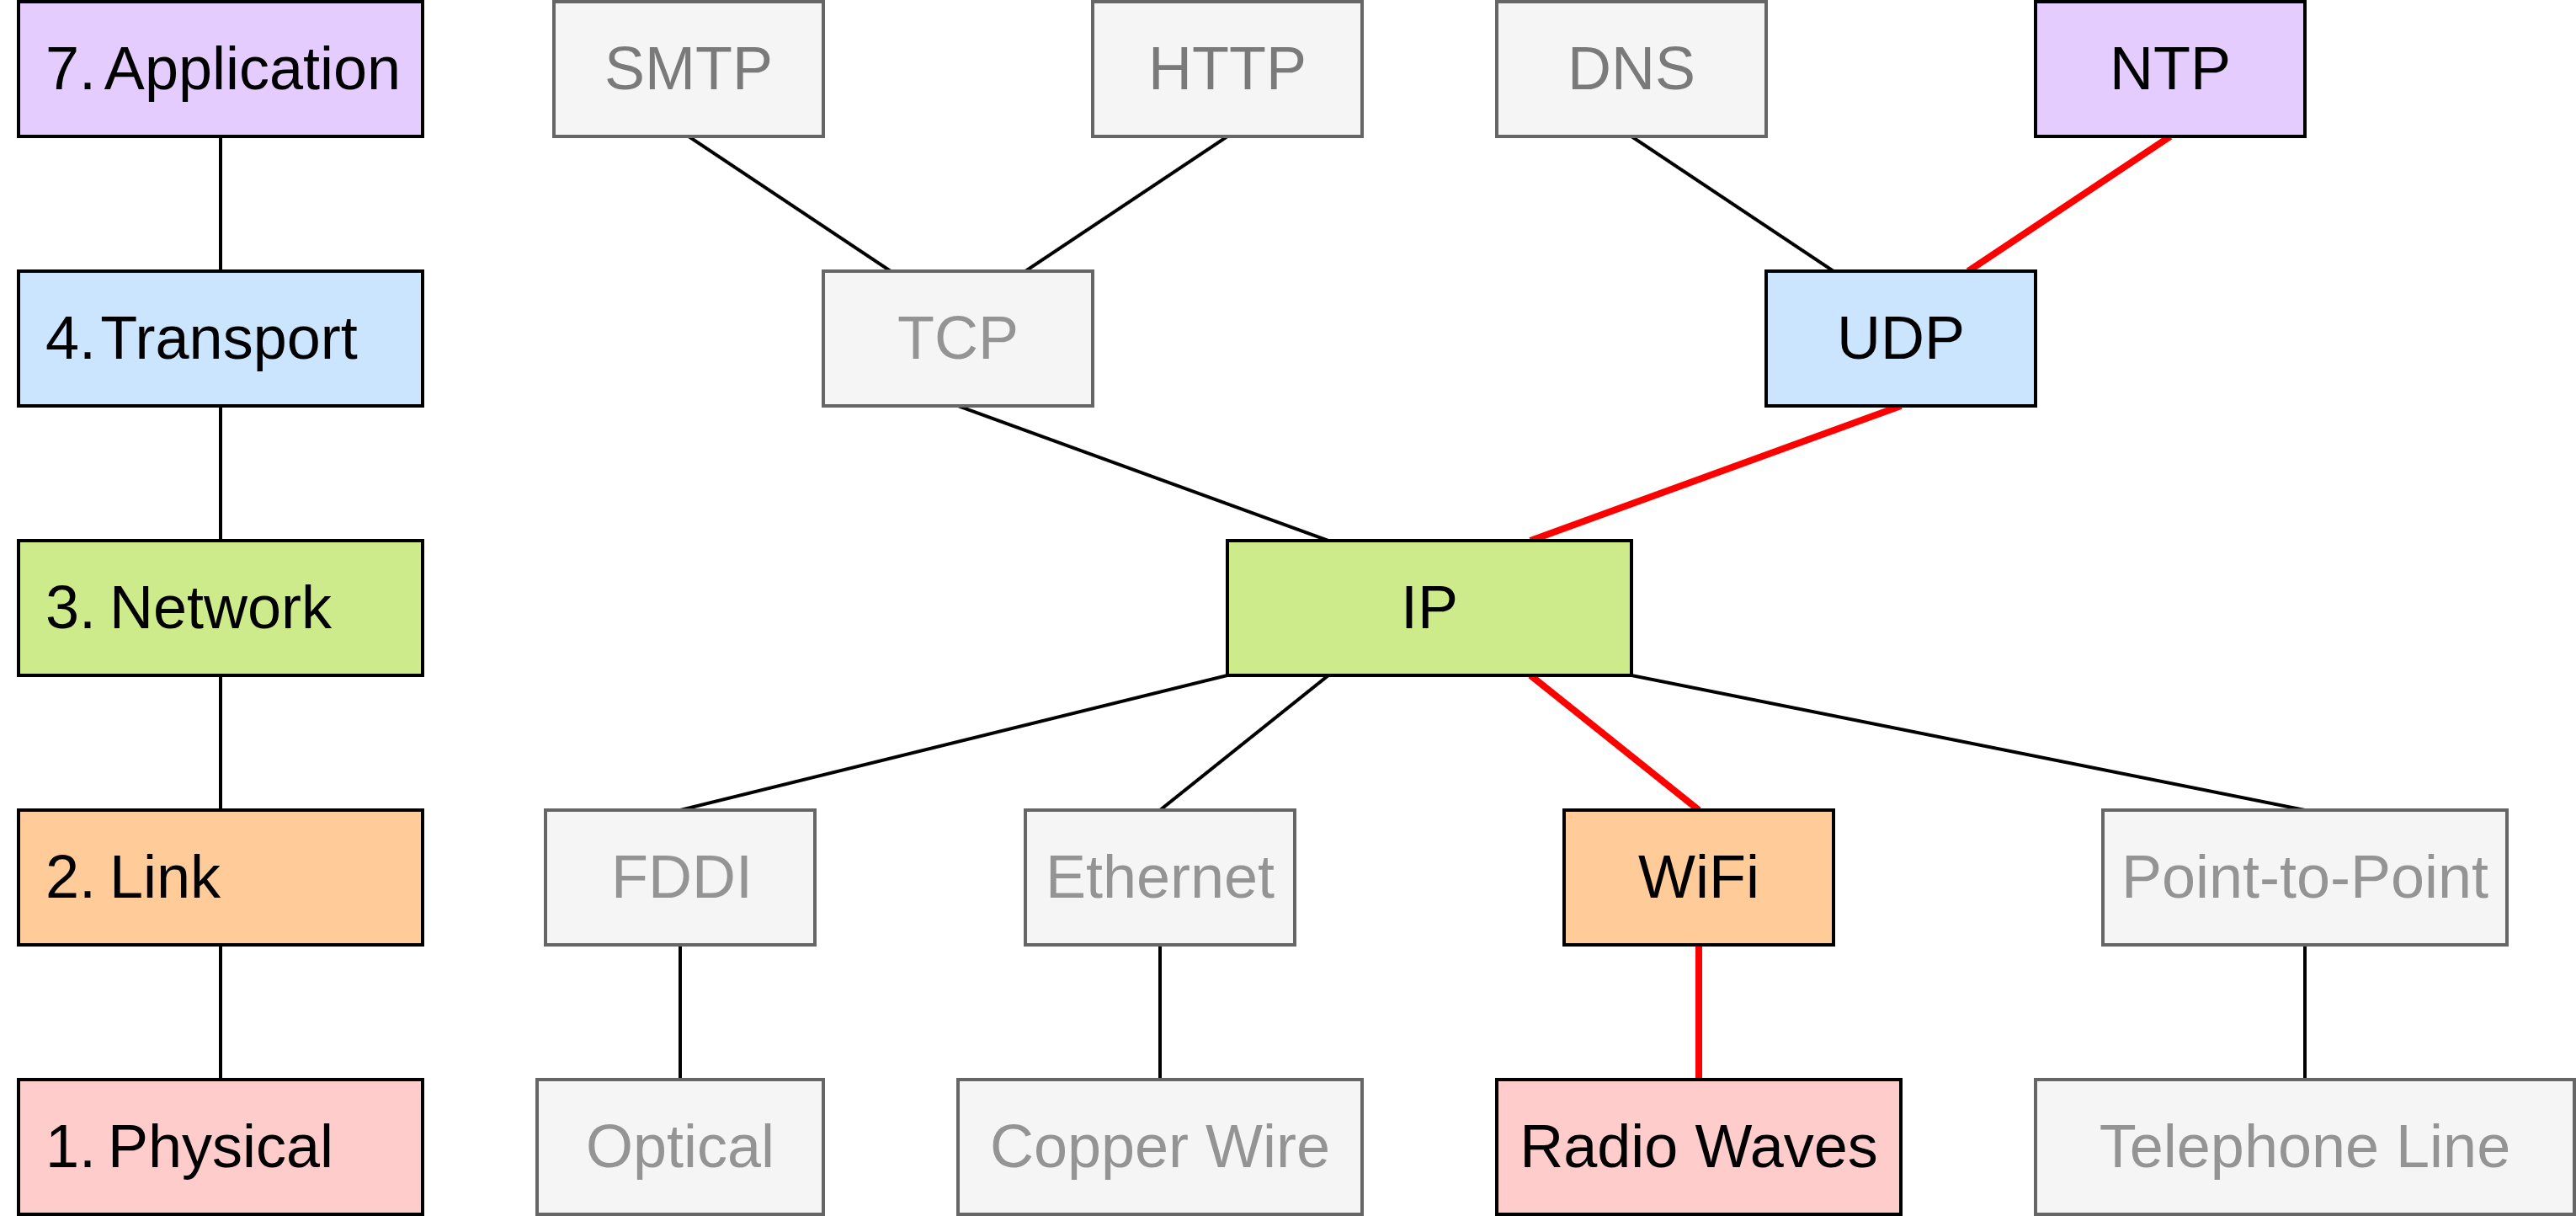 7. Application
SMTP
HTTP
DNS
NTP
4. Transport
TCP
UDP
3. Network
IP
2. Link
FDDI
Ethernet
WiFi
Point-to-Point
1. Physical
Optical
Copper Wire
Radio Waves
Telephone Line